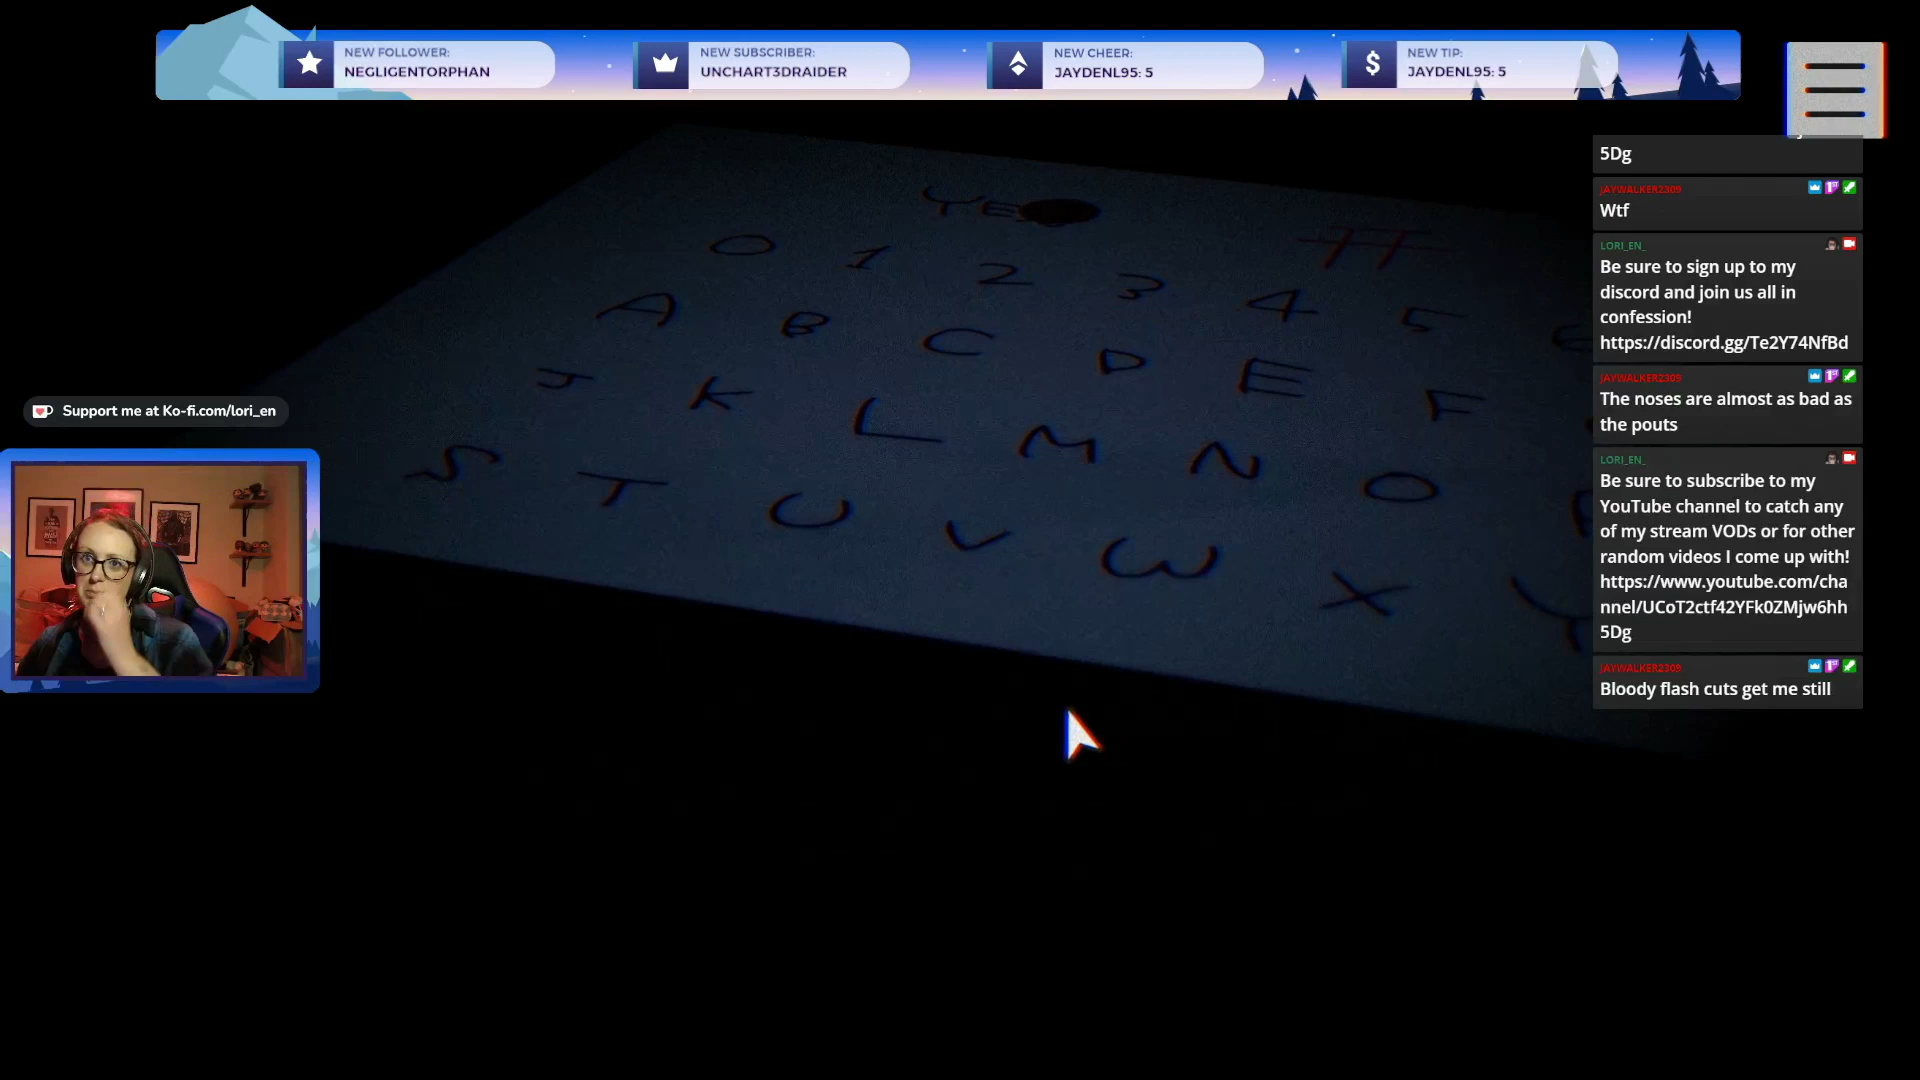 NEW FOLLOWER:
NEGLIGENTORPHAN
NEW SUBSCRIBER:
UNCHART3DRAIDER
NEW CHEER:
JAYDENL95: 5
NEW TIP:
JAYDENL95: 5
YES
0 1 2 3 4 5 6
A B C D E F
J K L M N O P
S T U V W X Y
Support me at Ko-fi.com/lori_en
5Dg
JAYWALKER2309
Wtf
LORI_EN_
Be sure to sign up to my
discord and join us all in
confession!
https://discord.gg/Te2Y74NfBd
JAYWALKER2309
The noses are almost as bad as
the pouts
LORI_EN_
Be sure to subscribe to my
YouTube channel to catch any
of my stream VODs or for other
random videos I come up with!
https://www.youtube.com/cha
nnel/UCoT2ctf42YFk0ZMjw6hh
5Dg
JAYWALKER2309
Bloody flash cuts get me still